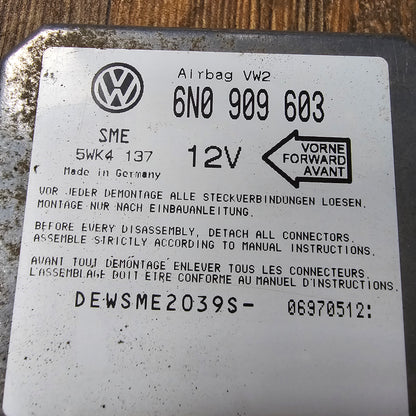 Airbag VW2
6N0 909 603
SME
5WK4 137
Made in Germany
12V
VORNE
FORWARD
AVANT
VOR JEDER DEMONTAGE ALLE STECKVERBINDUNGEN LOESEN.
MONTAGE NUR NACH EINBAUANLEITUNG.
BEFORE EVERY DISASSEMBLY, DETACH ALL CONNECTORS.
ASSEMBLE STRICTLY ACCORDING TO MANUAL INSTRUCTIONS.
AVANT TOUT DEMONTAGE ENLEVER TOUS LES CONNECTEURS.
L'ASSEMBLAGE DOIT ETRE CONFORME AU MANUEL D'INSTRUCTIONS.
DEWSME2039S- 06970512: